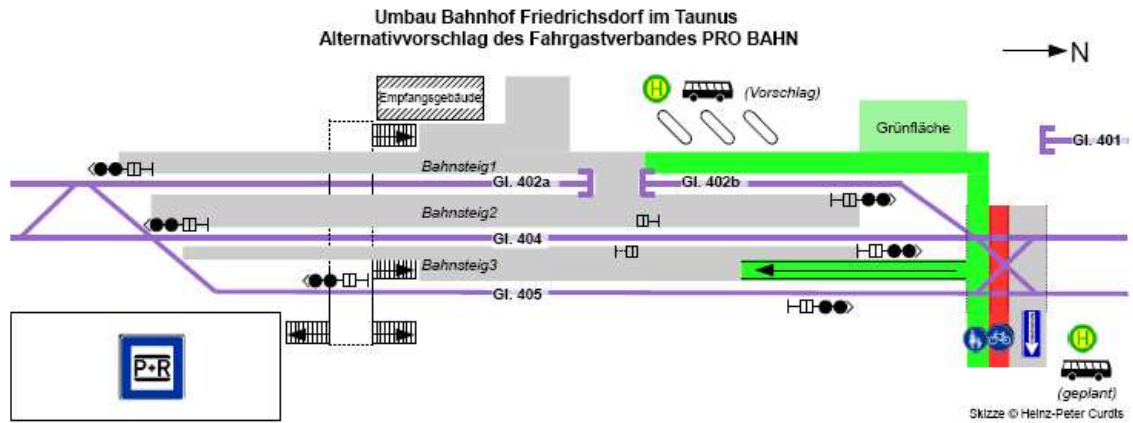 Umbau Bahnhof Friedrichsdorf im Taunus
Alternativvorschlag des Fahrgastverbandes PRO BAHN
N
Empfangsgebäude
H
(Vorschlag)
Grünfläche
Gl. 401
Bahnsteig1
Gl. 402a
Gl. 402b
Bahnsteig2
Gl. 404
Bahnsteig3
Gl. 405
P+R
H
(geplant)
Skizze © Heinz-Peter Curdts